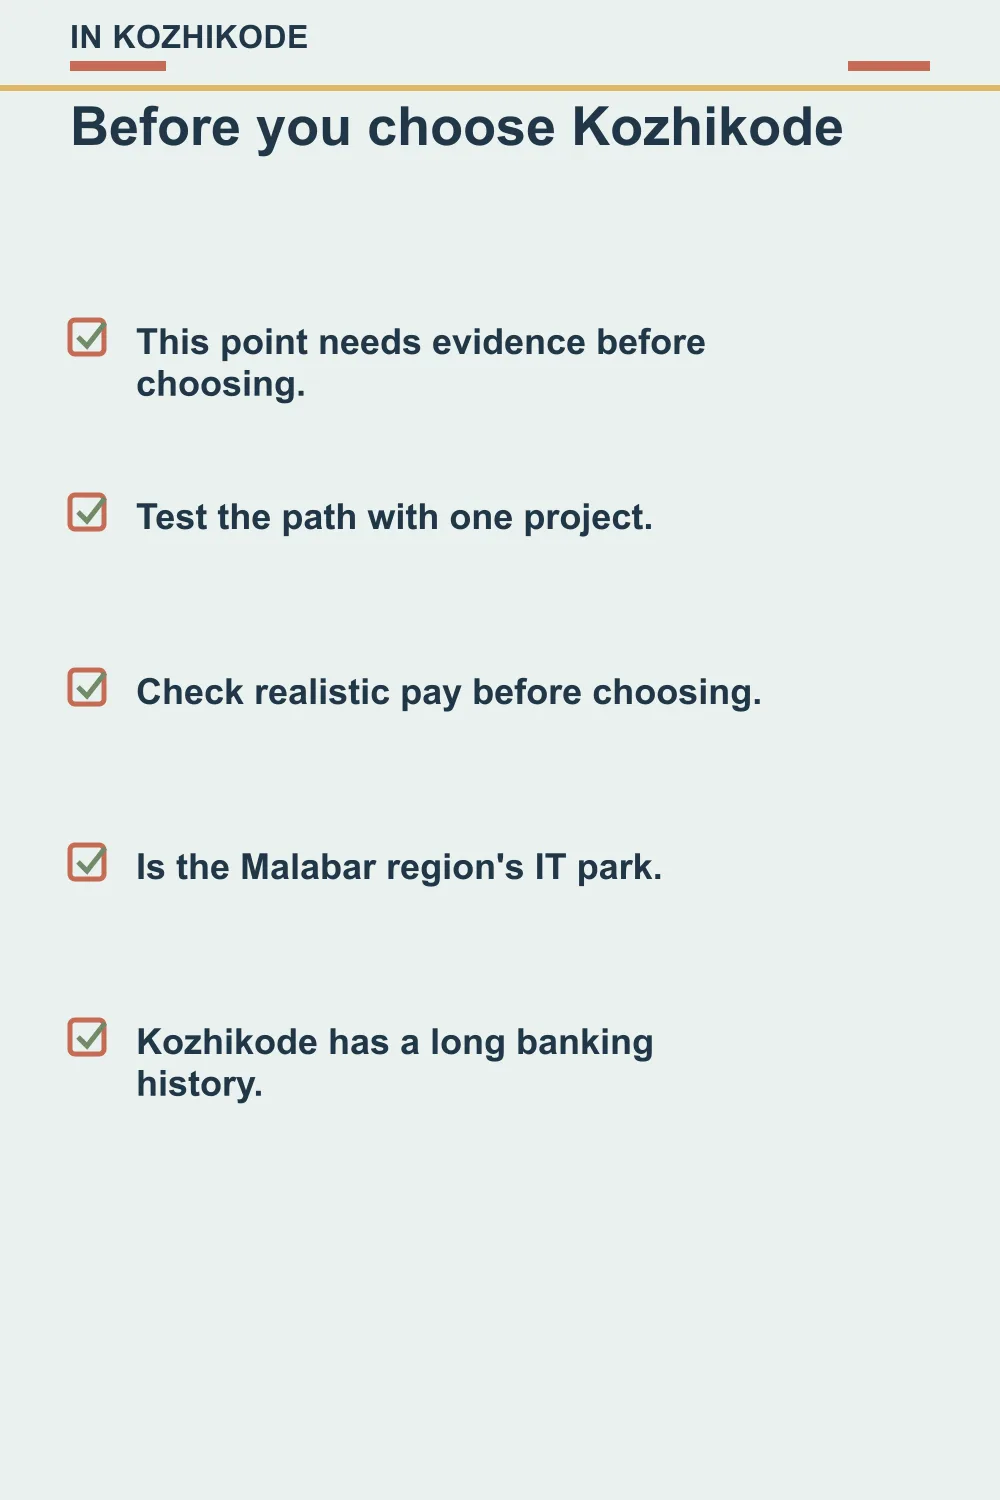 IN KOZHIKODE
Before you choose Kozhikode
This point needs evidence before
choosing.
Test the path with one project.
Check realistic pay before choosing.
Is the Malabar region's IT park.
Kozhikode has a long banking
history.